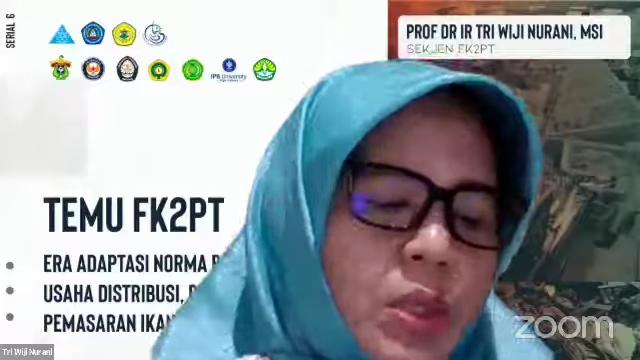 SERIAL 6
PROF DR IR TRI WIJI NURANI, MSI
SEKJEN FK2PT
IPB University
TEMU FK2PT
ERA ADAPTASI NORMA
USAHA DISTRIBUSI,
PEMASARAN IKAN
zoom
Tri Wiji Nurani